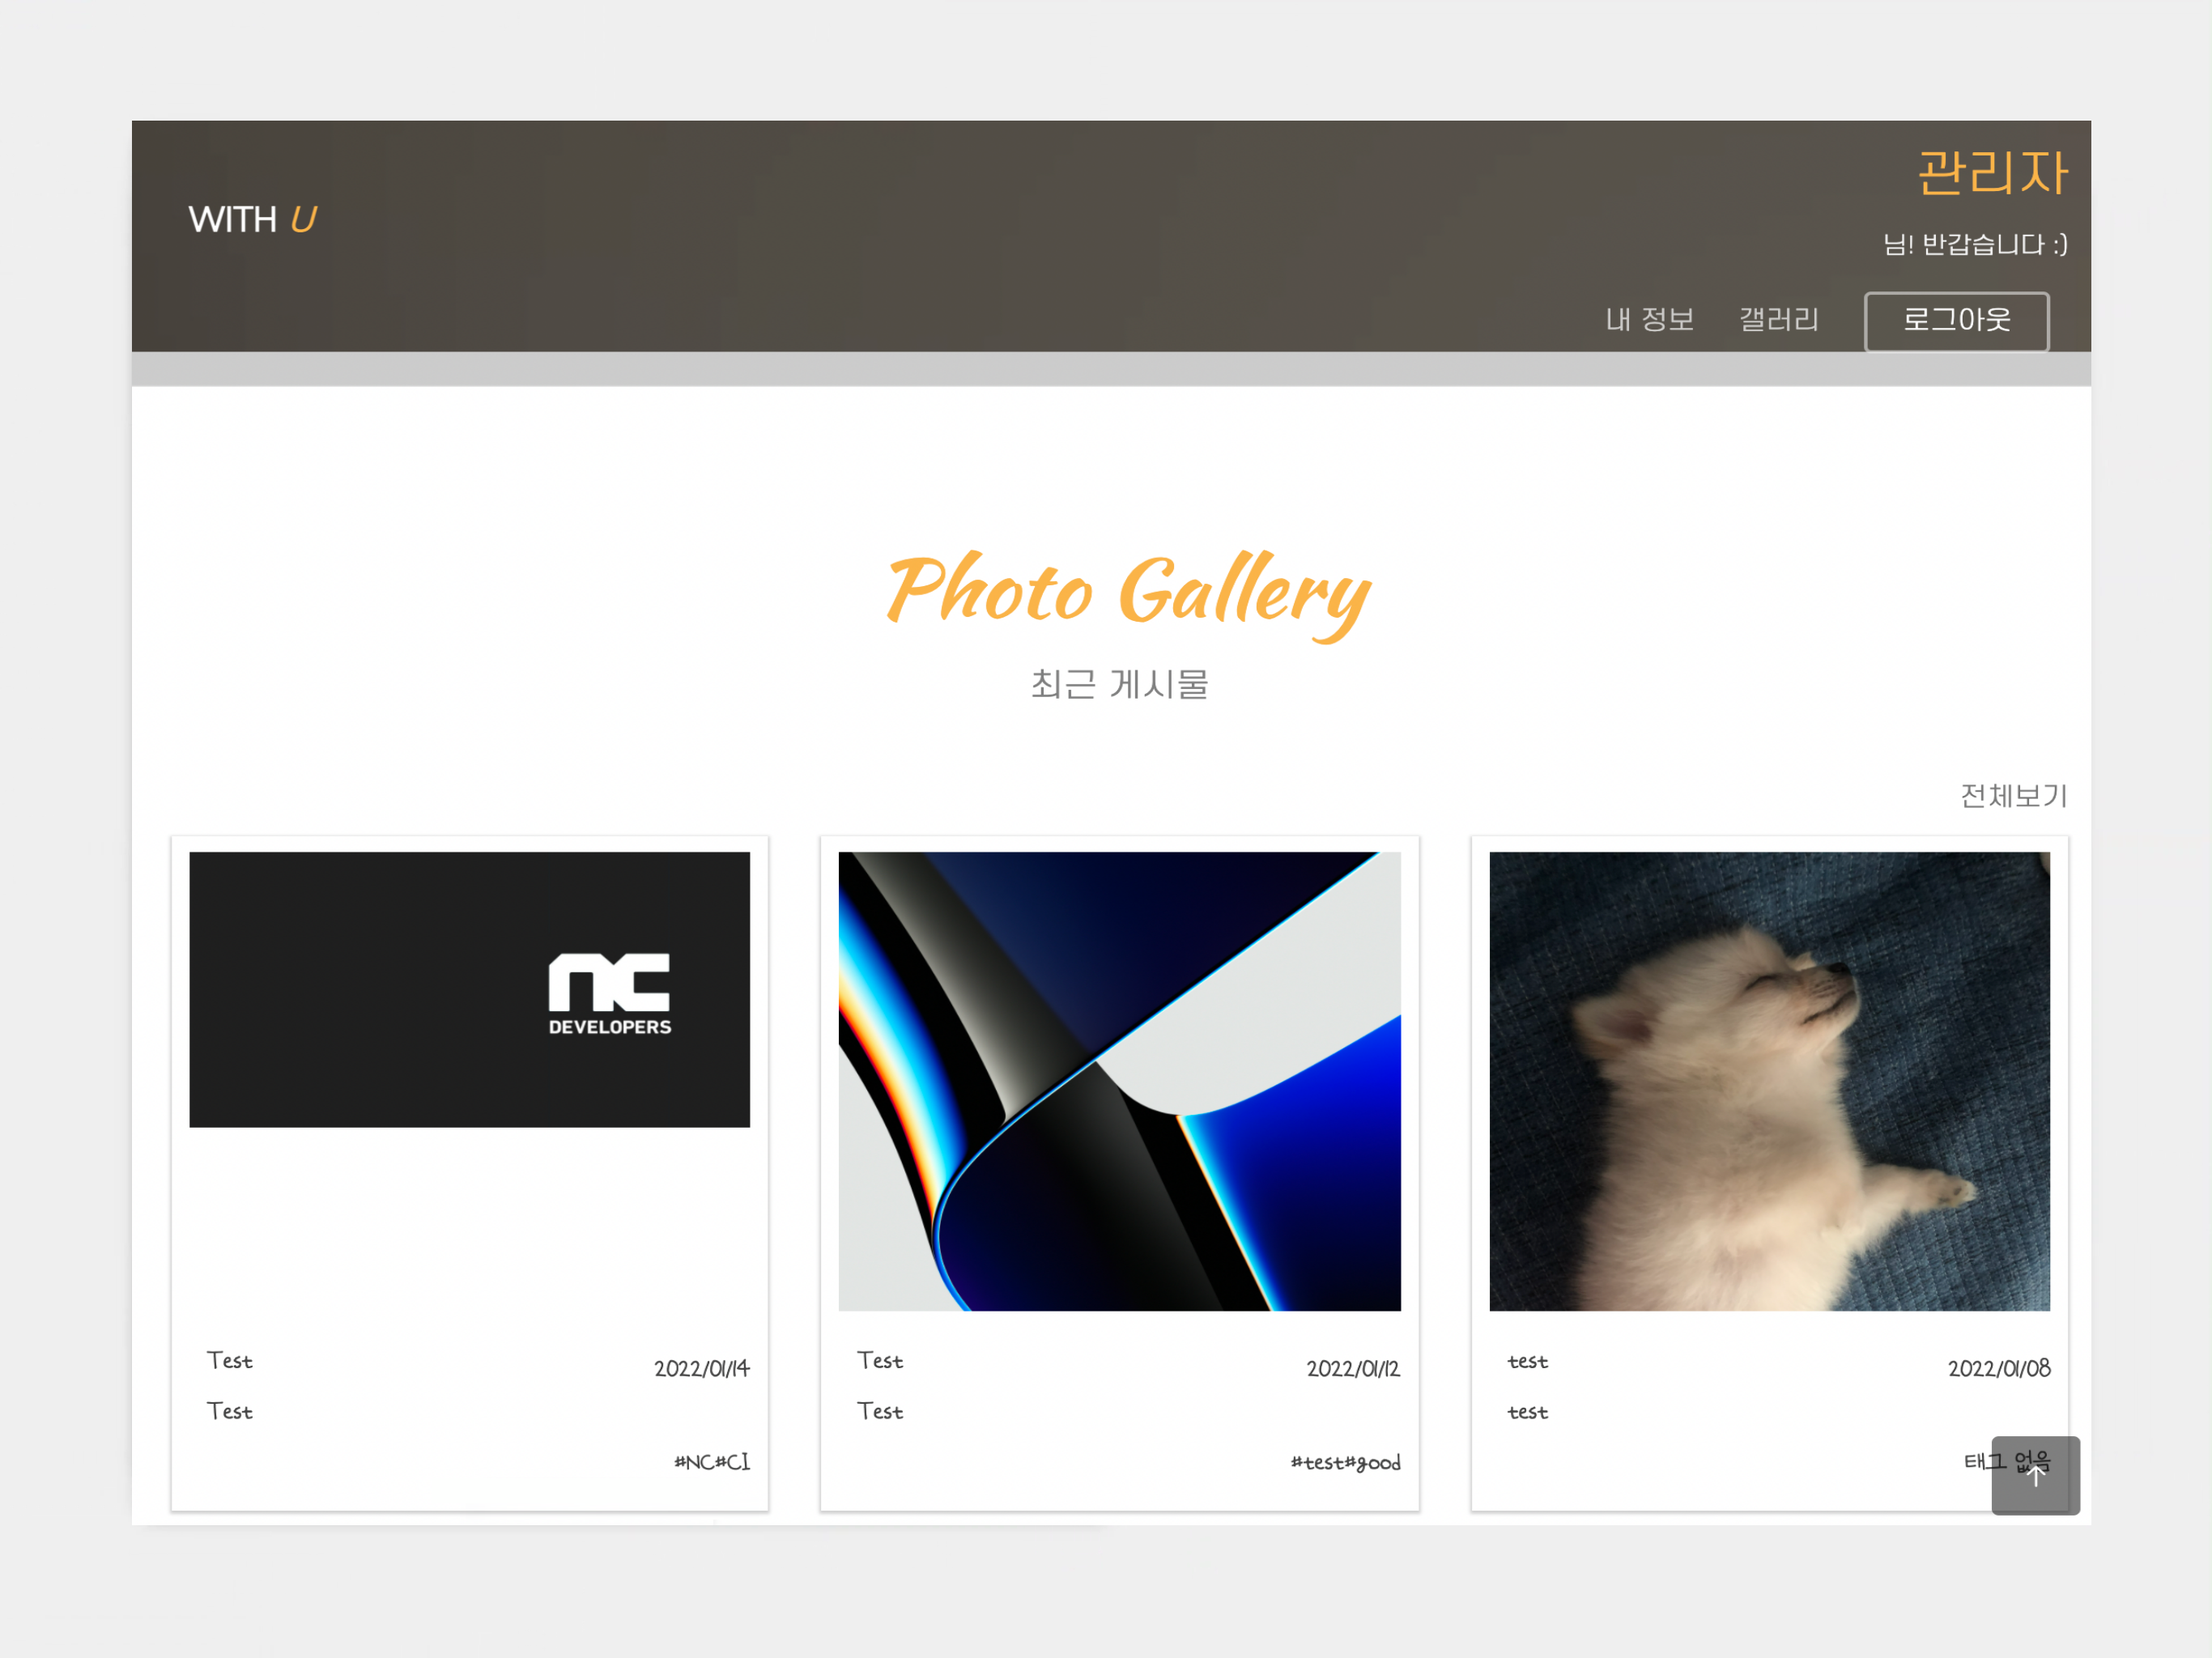 관리자
WITH U
님! 반갑습니다 :)
내 정보 갤러리 로그아웃
Photo Gallery
최근 게시물
전체보기
nc
DEVELOPERS
Test
2022/01/14
Test
#NC#CI
Test
2022/01/12
Test
#test#good
test
2022/01/08
test
태그 없음